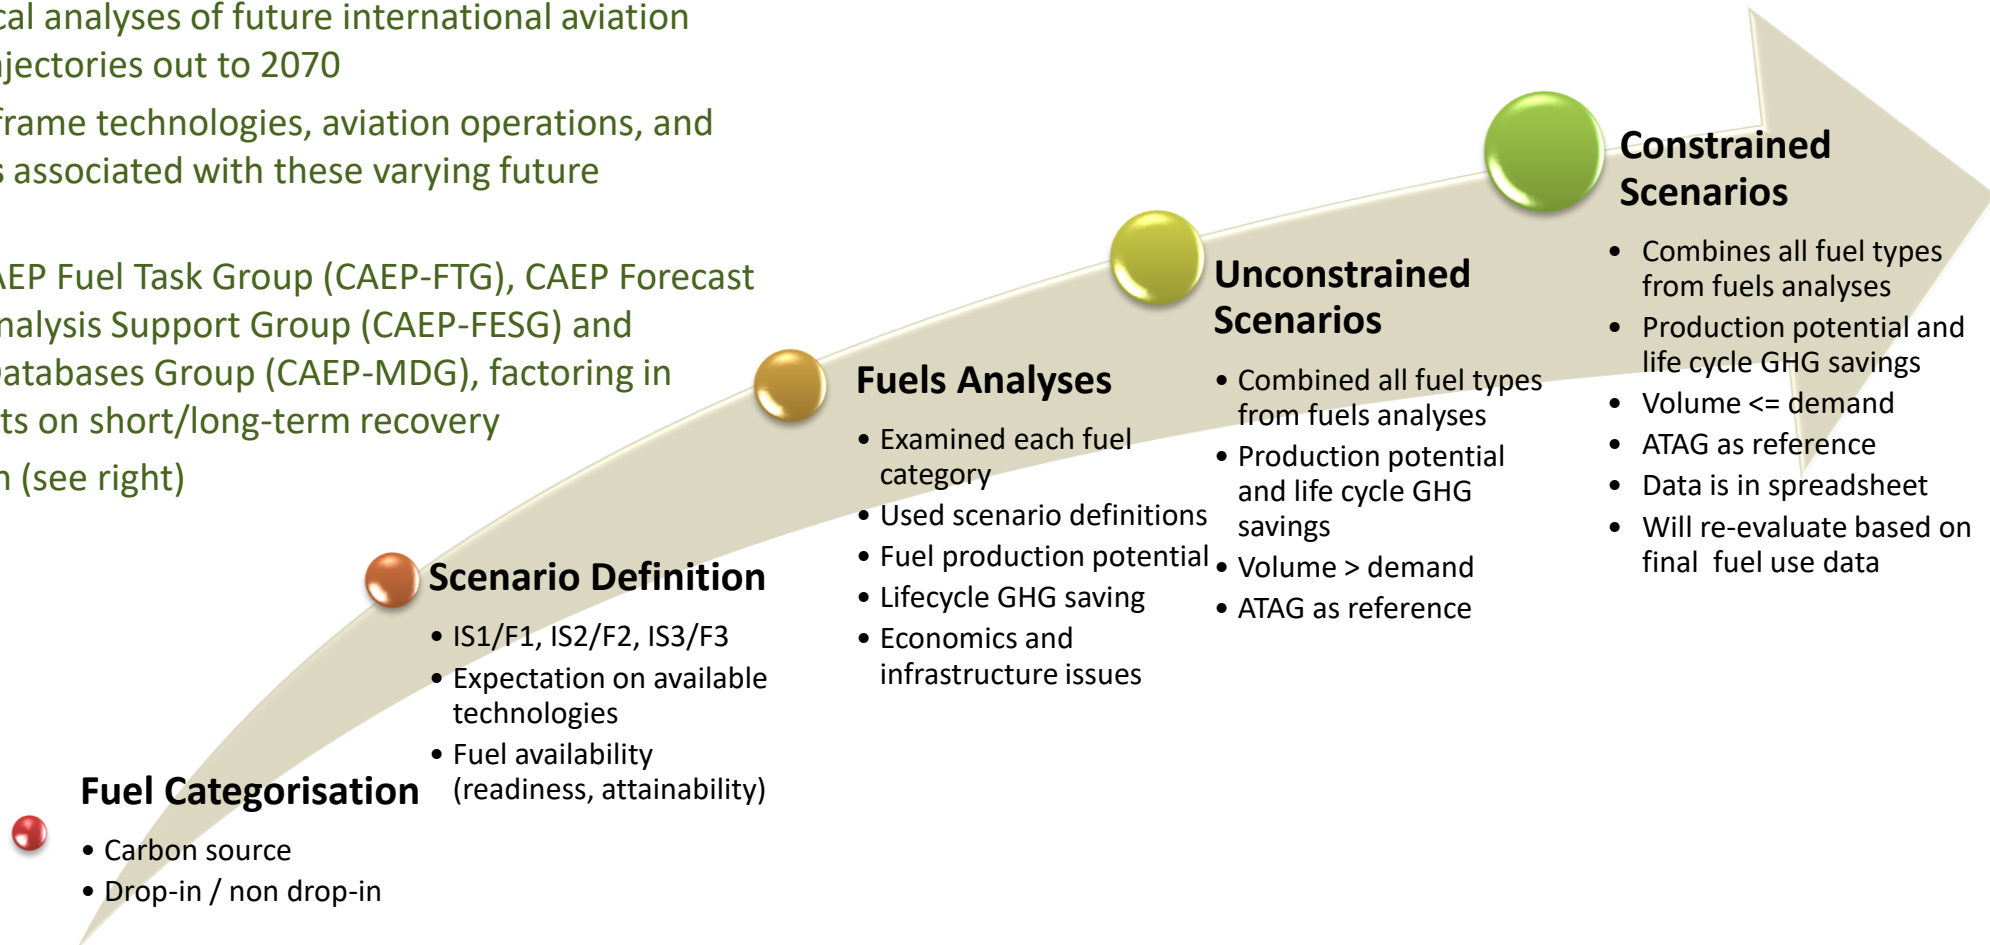 cal analyses of future international aviation
ajectories out to 2070
frame technologies, aviation operations, and
s associated with these varying future
AEP Fuel Task Group (CAEP-FTG), CAEP Forecast
nalysis Support Group (CAEP-FESG) and
Databases Group (CAEP-MDG), factoring in
ts on short/long-term recovery
n (see right)
Fuel Categorisation
• Carbon source
• Drop-in / non drop-in
Scenario Definition
• IS1/F1, IS2/F2, IS3/F3
• Expectation on available
technologies
• Fuel availability
(readiness, attainability)
Fuels Analyses
• Examined each fuel
category
• Used scenario definitions
• Fuel production potential
• Lifecycle GHG saving
• Economics and
infrastructure issues
Unconstrained
Scenarios
• Combined all fuel types
from fuels analyses
• Production potential
and life cycle GHG
savings
• Volume > demand
• ATAG as reference
Constrained
Scenarios
• Combines all fuel types
from fuels analyses
• Production potential and
life cycle GHG savings
• Volume <= demand
• ATAG as reference
• Data is in spreadsheet
• Will re-evaluate based on
final fuel use data